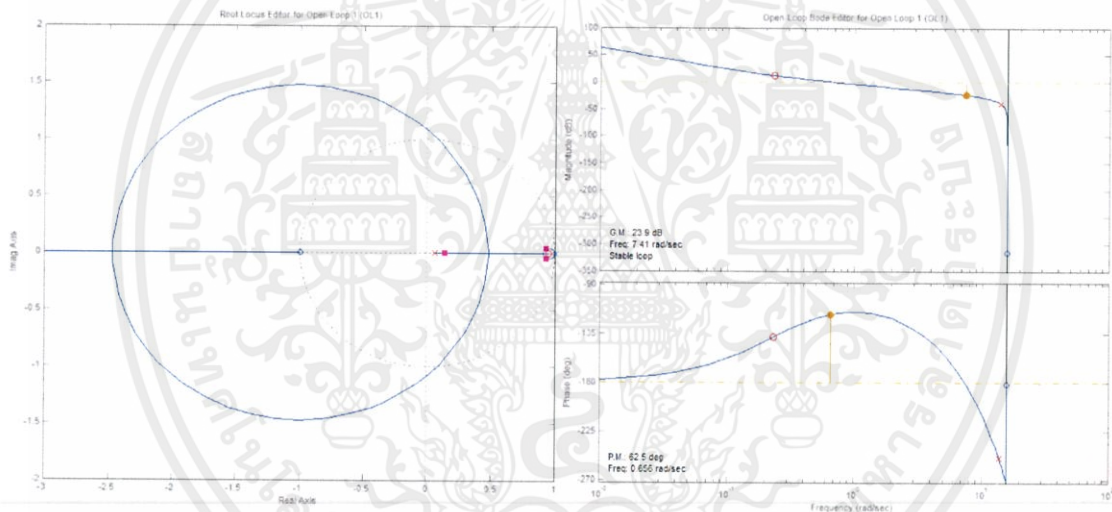 Root Locus Editor for Open Loop 1 (OL1)
2
1.5
1
0.5
0
-0.5
-1
-1.5
-2
Imag Axis
-3
-2.5
-2
-1.5
-1
-0.5
0
0.5
1
Real Axis
Open-Loop Bode Editor for Open Loop 1 (OL1)
100
50
0
-50
-100
-150
-200
-250
-300
-350
Magnitude (dB)
G.M.: 23.9 dB
Freq: 7.41 rad/sec
Stable loop
-90
-135
-180
-225
-270
Phase (deg)
P.M.: 62.5 deg
Freq: 0.656 rad/sec
Frequency (rad/sec)